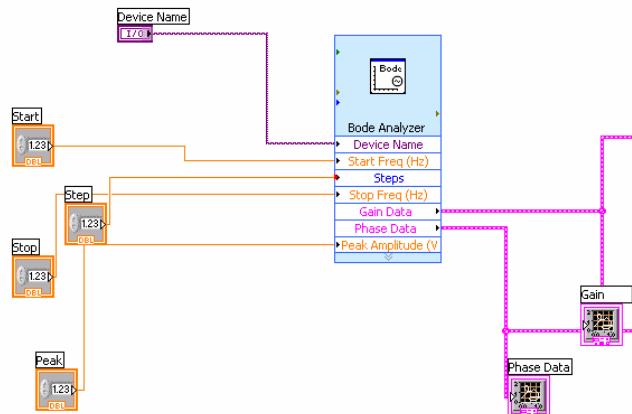 Device Name
I/O
Bode
Bode Analyzer
Device Name
Start Freq (Hz)
Steps
Stop Freq (Hz)
Gain Data
Phase Data
Peak Amplitude (V
Start
1.23
DBL
Step
1.23
DBL
Stop
1.23
DBL
Gain
Peak
1.23
DBL
Phase Data